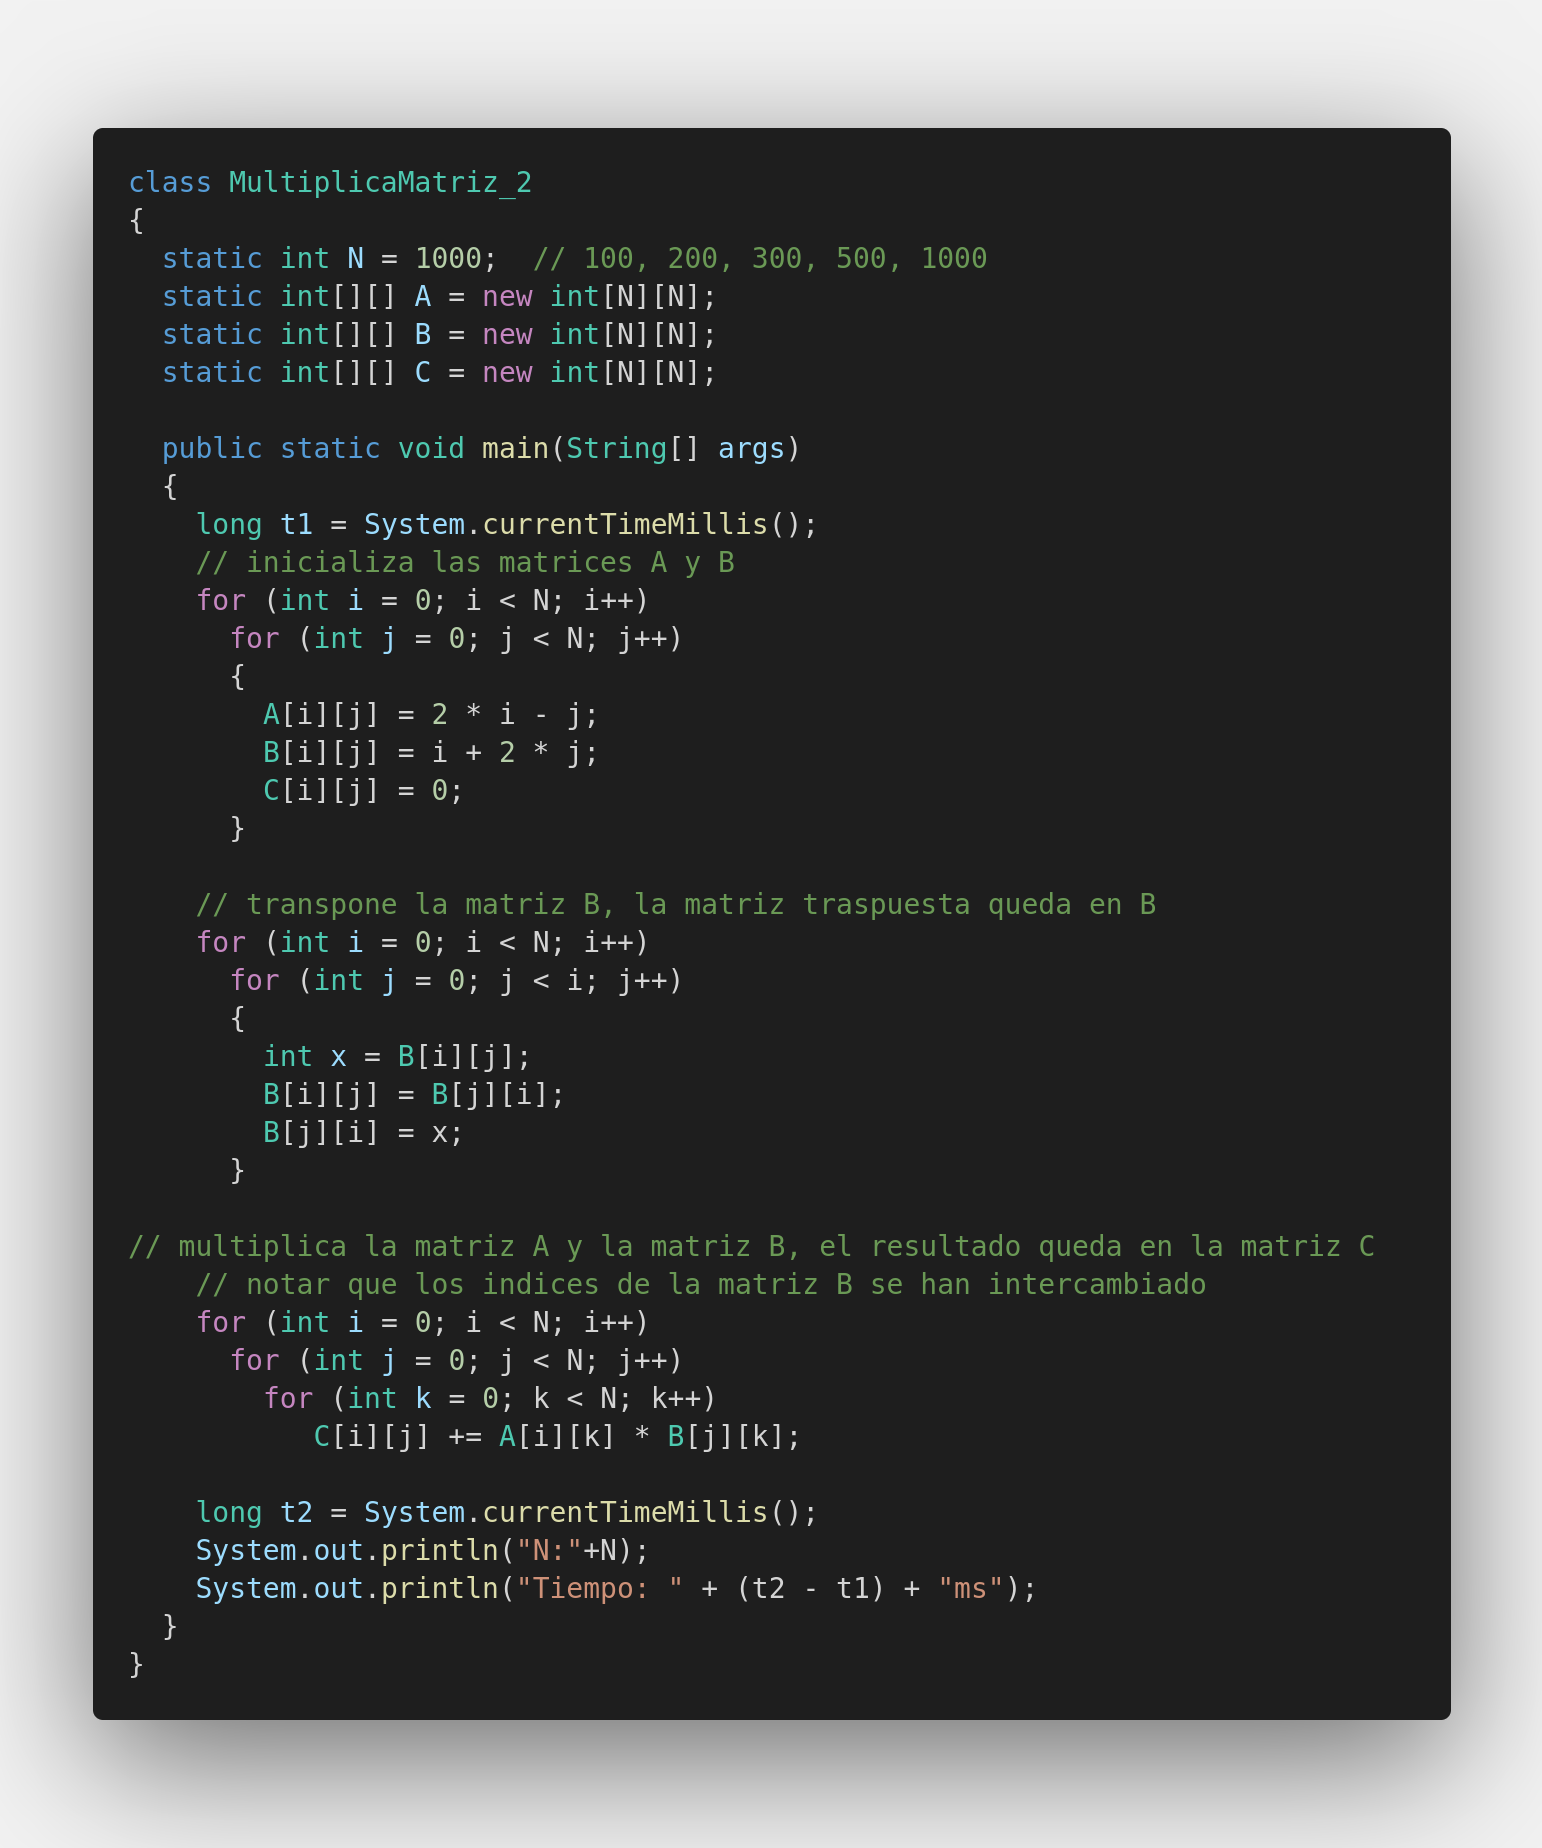 class MultiplicaMatriz_2
{
  static int N = 1000;  // 100, 200, 300, 500, 1000
  static int[][] A = new int[N][N];
  static int[][] B = new int[N][N];
  static int[][] C = new int[N][N];

  public static void main(String[] args)
  {
    long t1 = System.currentTimeMillis();
    // inicializa las matrices A y B
    for (int i = 0; i < N; i++)
      for (int j = 0; j < N; j++)
      {
        A[i][j] = 2 * i - j;
        B[i][j] = i + 2 * j;
        C[i][j] = 0;
      }

    // transpone la matriz B, la matriz traspuesta queda en B
    for (int i = 0; i < N; i++)
      for (int j = 0; j < i; j++)
      {
        int x = B[i][j];
        B[i][j] = B[j][i];
        B[j][i] = x;
      }

// multiplica la matriz A y la matriz B, el resultado queda en la matriz C
    // notar que los indices de la matriz B se han intercambiado
    for (int i = 0; i < N; i++)
      for (int j = 0; j < N; j++)
        for (int k = 0; k < N; k++)
           C[i][j] += A[i][k] * B[j][k];

    long t2 = System.currentTimeMillis();
    System.out.println("N:"+N);
    System.out.println("Tiempo: " + (t2 - t1) + "ms");
  }
}